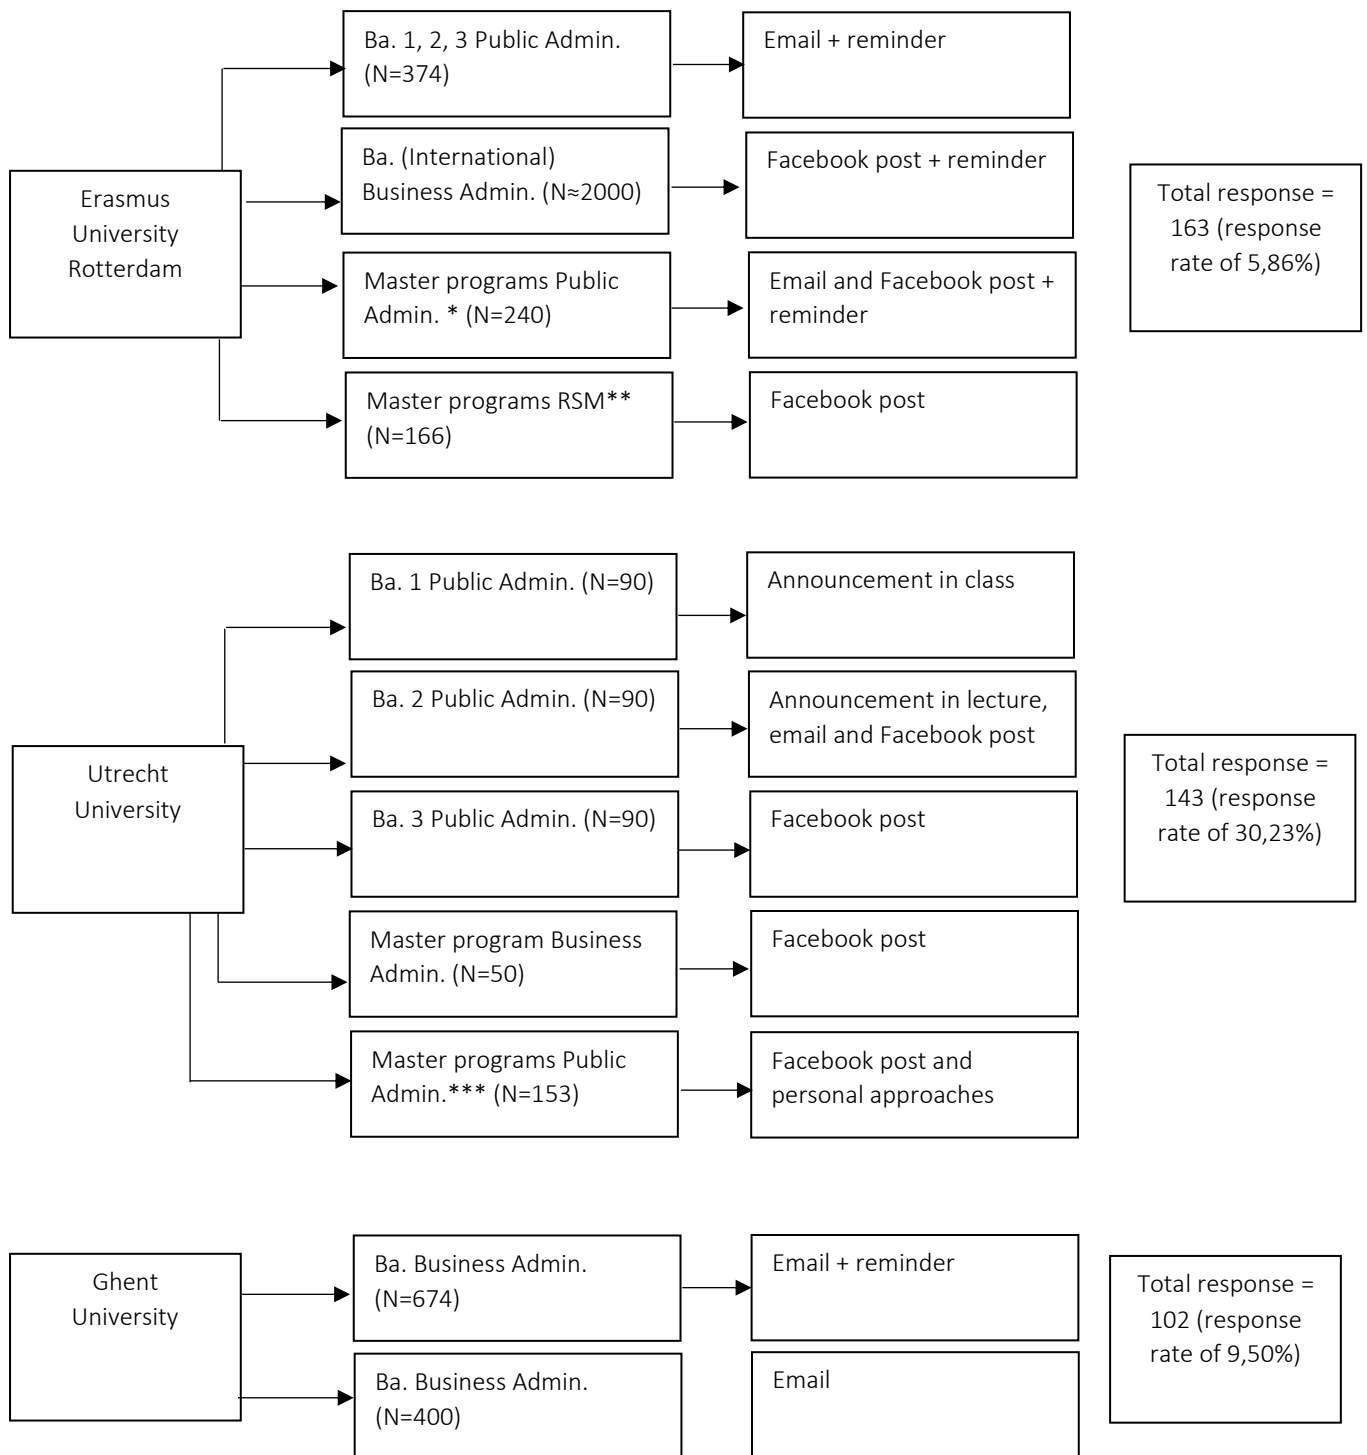 Ba. 1, 2, 3 Public Admin.
(N=374)
Email + reminder
Erasmus
University
Rotterdam
Ba. (International)
Business Admin. (N≈2000)
Facebook post + reminder
Master programs Public
Admin. * (N=240)
Email and Facebook post +
reminder
Master programs RSM**
(N=166)
Facebook post
Total response =
163 (response
rate of 5,86%)
Utrecht
University
Ba. 1 Public Admin. (N=90)
Announcement in class
Ba. 2 Public Admin. (N=90)
Announcement in lecture,
email and Facebook post
Ba. 3 Public Admin. (N=90)
Facebook post
Master program Business
Admin. (N=50)
Facebook post
Master programs Public
Admin.*** (N=153)
Facebook post and
personal approaches
Total response =
143 (response
rate of 30,23%)
Ghent
University
Ba. Business Admin.
(N=674)
Email + reminder
Ba. Business Admin.
(N=400)
Email
Total response =
102 (response
rate of 9,50%)